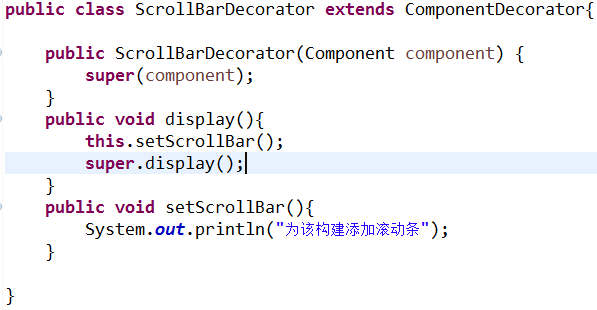 public class ScrollBarDecorator extends ComponentDecorator{
public ScrollBarDecorator(Component component) {
super(component);
}
public void display(){
this.setScrollBar();
super.display();
}
public void setScrollBar(){
System.out.println("为该构建添加滚动条");
}
}